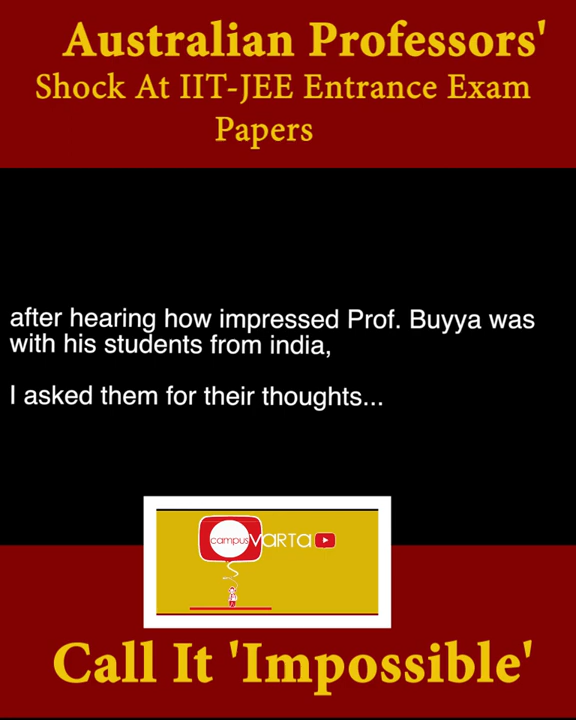 Australian Professors'
Shock At IIT-JEE Entrance Exam
Papers
after hearing how impressed Prof. Buyya was
with his students from india,
I asked them for their thoughts...
campus VARTA
Call It 'Impossible'